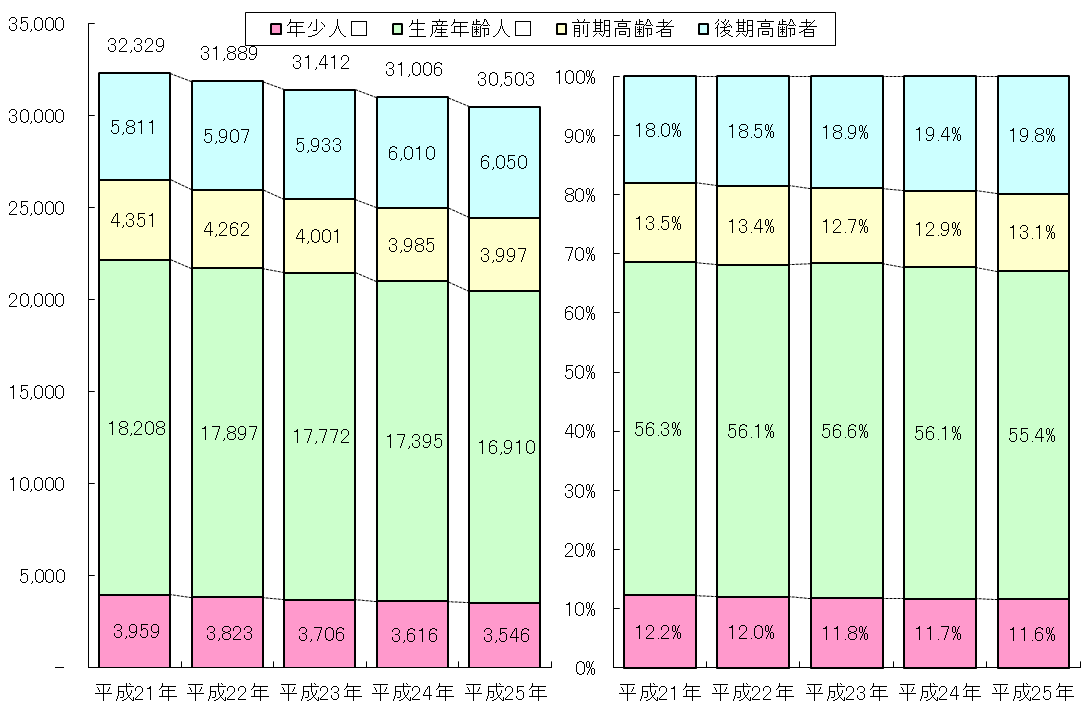 年少人□ 生産年齢人□ 前期高齢者 後期高齢者
35,000
30,000
25,000
20,000
15,000
10,000
5,000
－
32,329 31,889 31,412 31,006 30,503
5,811 5,907 5,933 6,010 6,050
4,351 4,262 4,001 3,985 3,997
18,208 17,897 17,772 17,395 16,910
3,959 3,823 3,706 3,616 3,546
平成21年 平成22年 平成23年 平成24年 平成25年
100%
90%
80%
70%
60%
50%
40%
30%
20%
10%
0%
18.0% 18.5% 18.9% 19.4% 19.8%
13.5% 13.4% 12.7% 12.9% 13.1%
56.3% 56.1% 56.6% 56.1% 55.4%
12.2% 12.0% 11.8% 11.7% 11.6%
平成21年 平成22年 平成23年 平成24年 平成25年